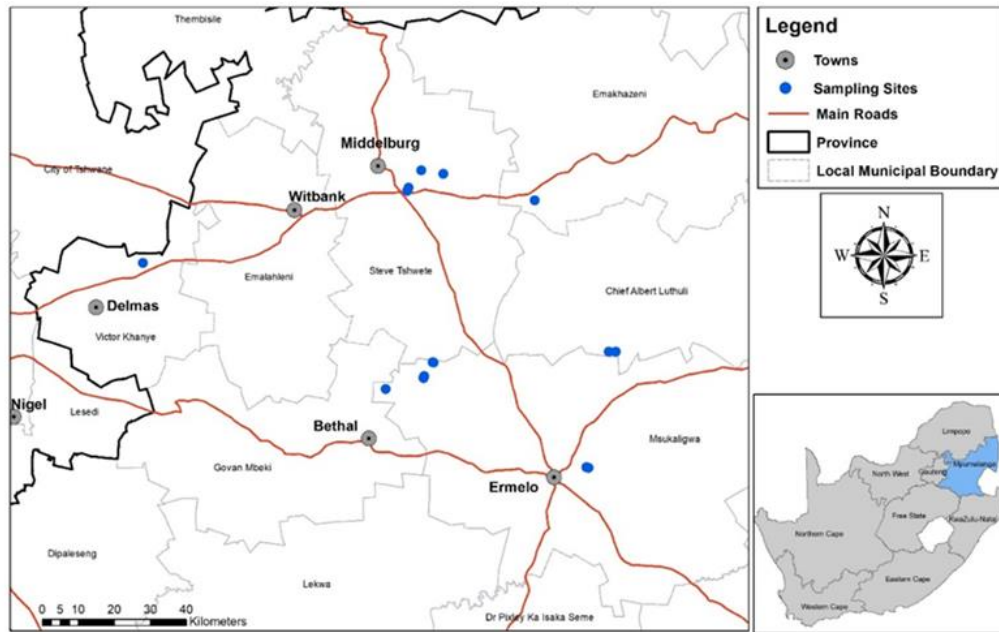 Thembisile
Emakhazeni
Middelburg
City of Tshwane
Witbank
Steve Tshwete
Emalahleni
Chief Albert Luthuli
Delmas
Victor Khanye
Nigel
Lesedi
Bethal
Msukaligwa
Govan Mbeki
Ermelo
Dipaleseng
Lekwa
Dr Pixley Ka Isaka Seme
0 5 10 20 30 40
Kilometers
Legend
Towns
Sampling Sites
Main Roads
Province
Local Municipal Boundary
N
W E
S
Limpopo
Mpumalanga
North West
Gauteng
Free State
KwaZulu-Natal
Northern Cape
Eastern Cape
Western Cape